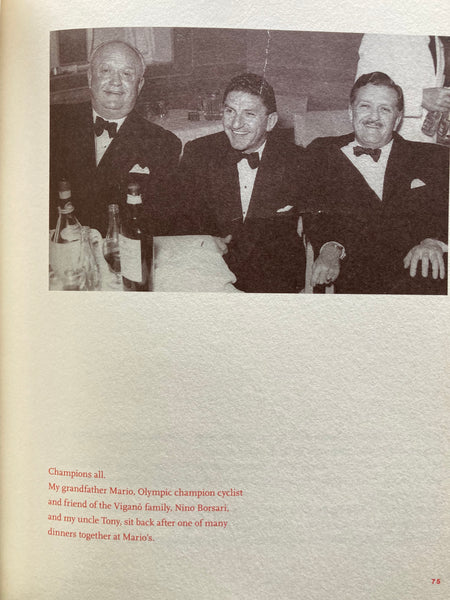 Champions all.
My grandfather Mario, Olympic champion cyclist
and friend of the Viganò family, Nino Borsari,
and my uncle Tony, sit back after one of many
dinners together at Mario's.
75